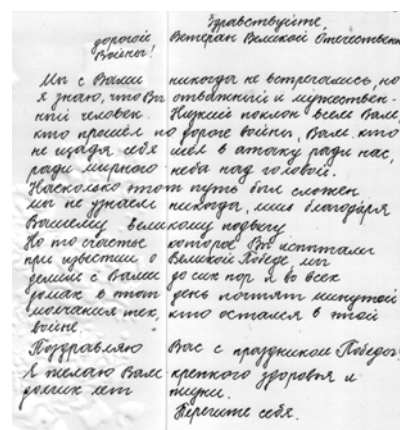 Здравствуйте,
дорогой Ветеран Великой Отечествен
Войны!
Мы с Вами никогда не встречались, но
я знаю, что Вы отважный и мужествен-
ный человек. Низкий поклон всем Вам,
кто прошёл по дороге войны, Вам, кто
не щадя себя шёл в атаку ради нас,
ради мирного неба над головой.
Насколько этот путь был сложен
мы не узнаем никогда, лишь благодаря
Вашему великому подвигу.
Но то счастье которое Вы испытали
при известии о Великой Победе, мы
делим с Вами до сих пор и во всех
домах в этот день почтят минутой
молчания тех, кто остался в той
войне.
Поздравляю Вас с праздником Победы!
Я желаю Вам крепкого здоровья и
долгих лет жизни.
Берегите себя.